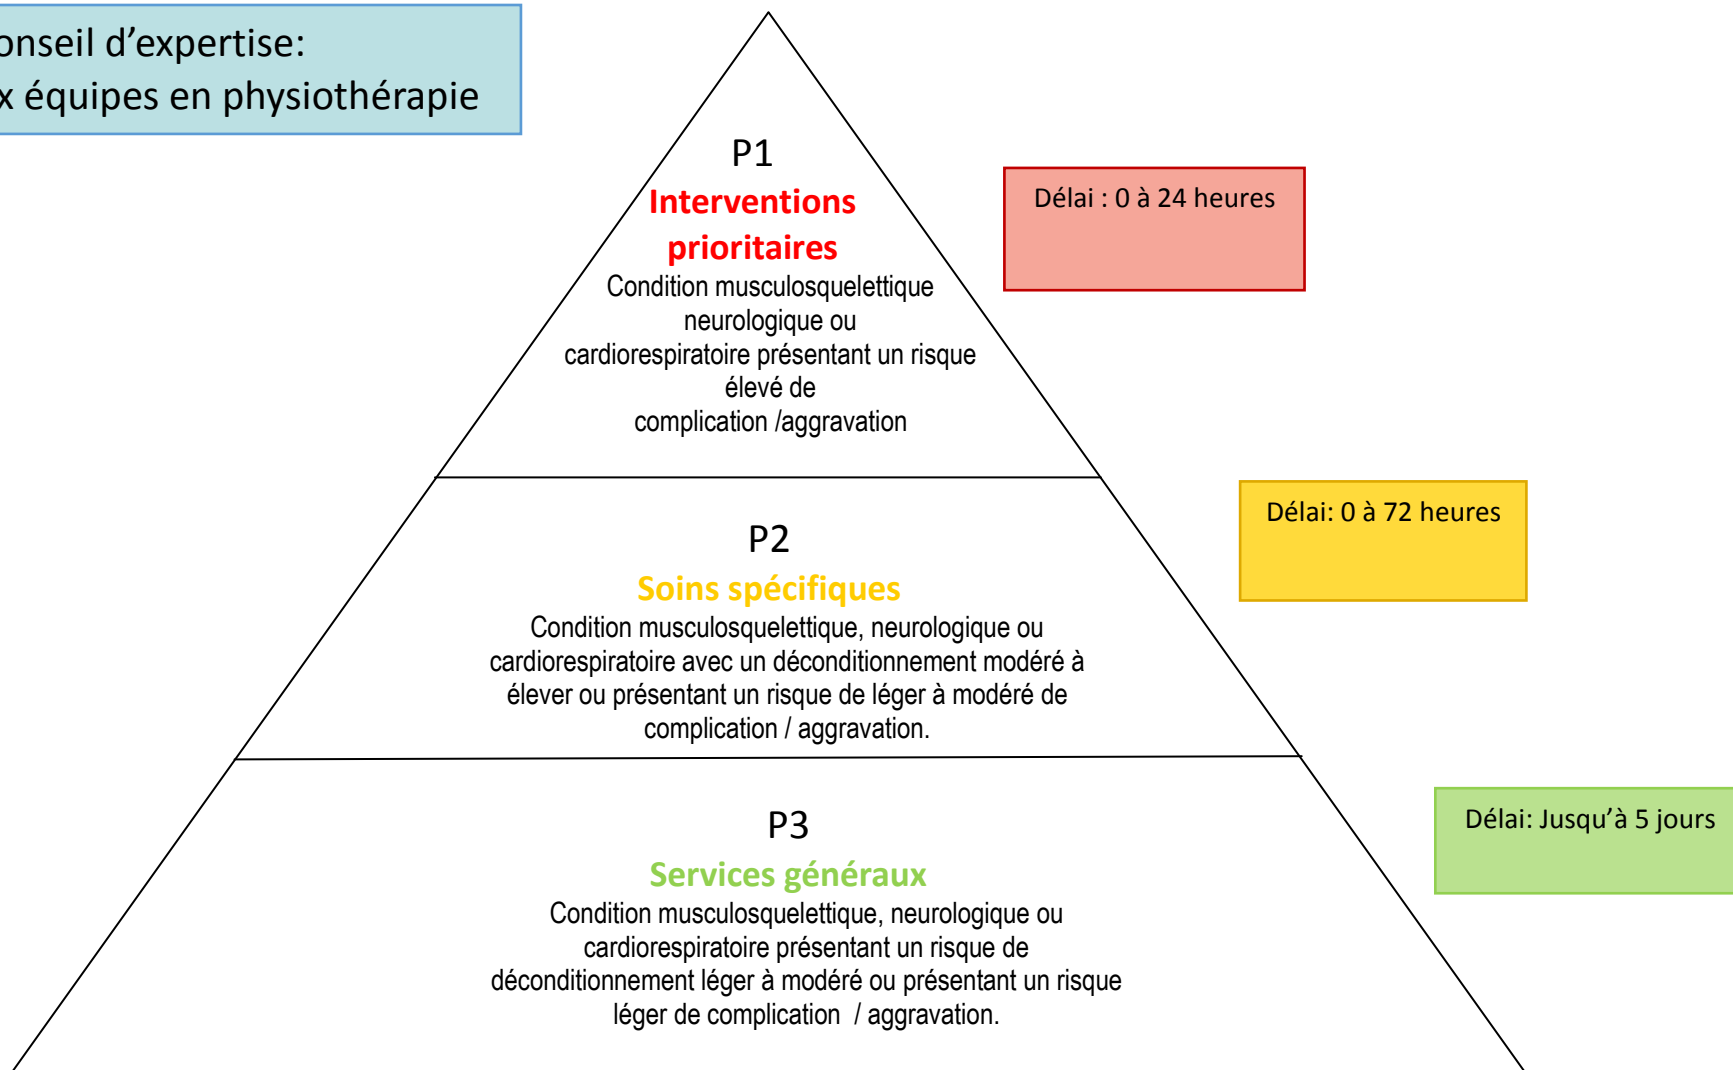 onseil d’expertise:
x équipes en physiothérapie
P1
Interventions
prioritaires
Condition musculosquelettique
neurologique ou
cardiorespiratoire présentant un risque
élevé de
complication /aggravation
Délai : 0 à 24 heures
P2
Soins spécifiques
Condition musculosquelettique, neurologique ou
cardiorespiratoire avec un déconditionnement modéré à
élever ou présentant un risque de léger à modéré de
complication / aggravation.
Délai: 0 à 72 heures
P3
Services généraux
Condition musculosquelettique, neurologique ou
cardiorespiratoire présentant un risque de
déconditionnement léger à modéré ou présentant un risque
léger de complication  / aggravation.
Délai: Jusqu’à 5 jours